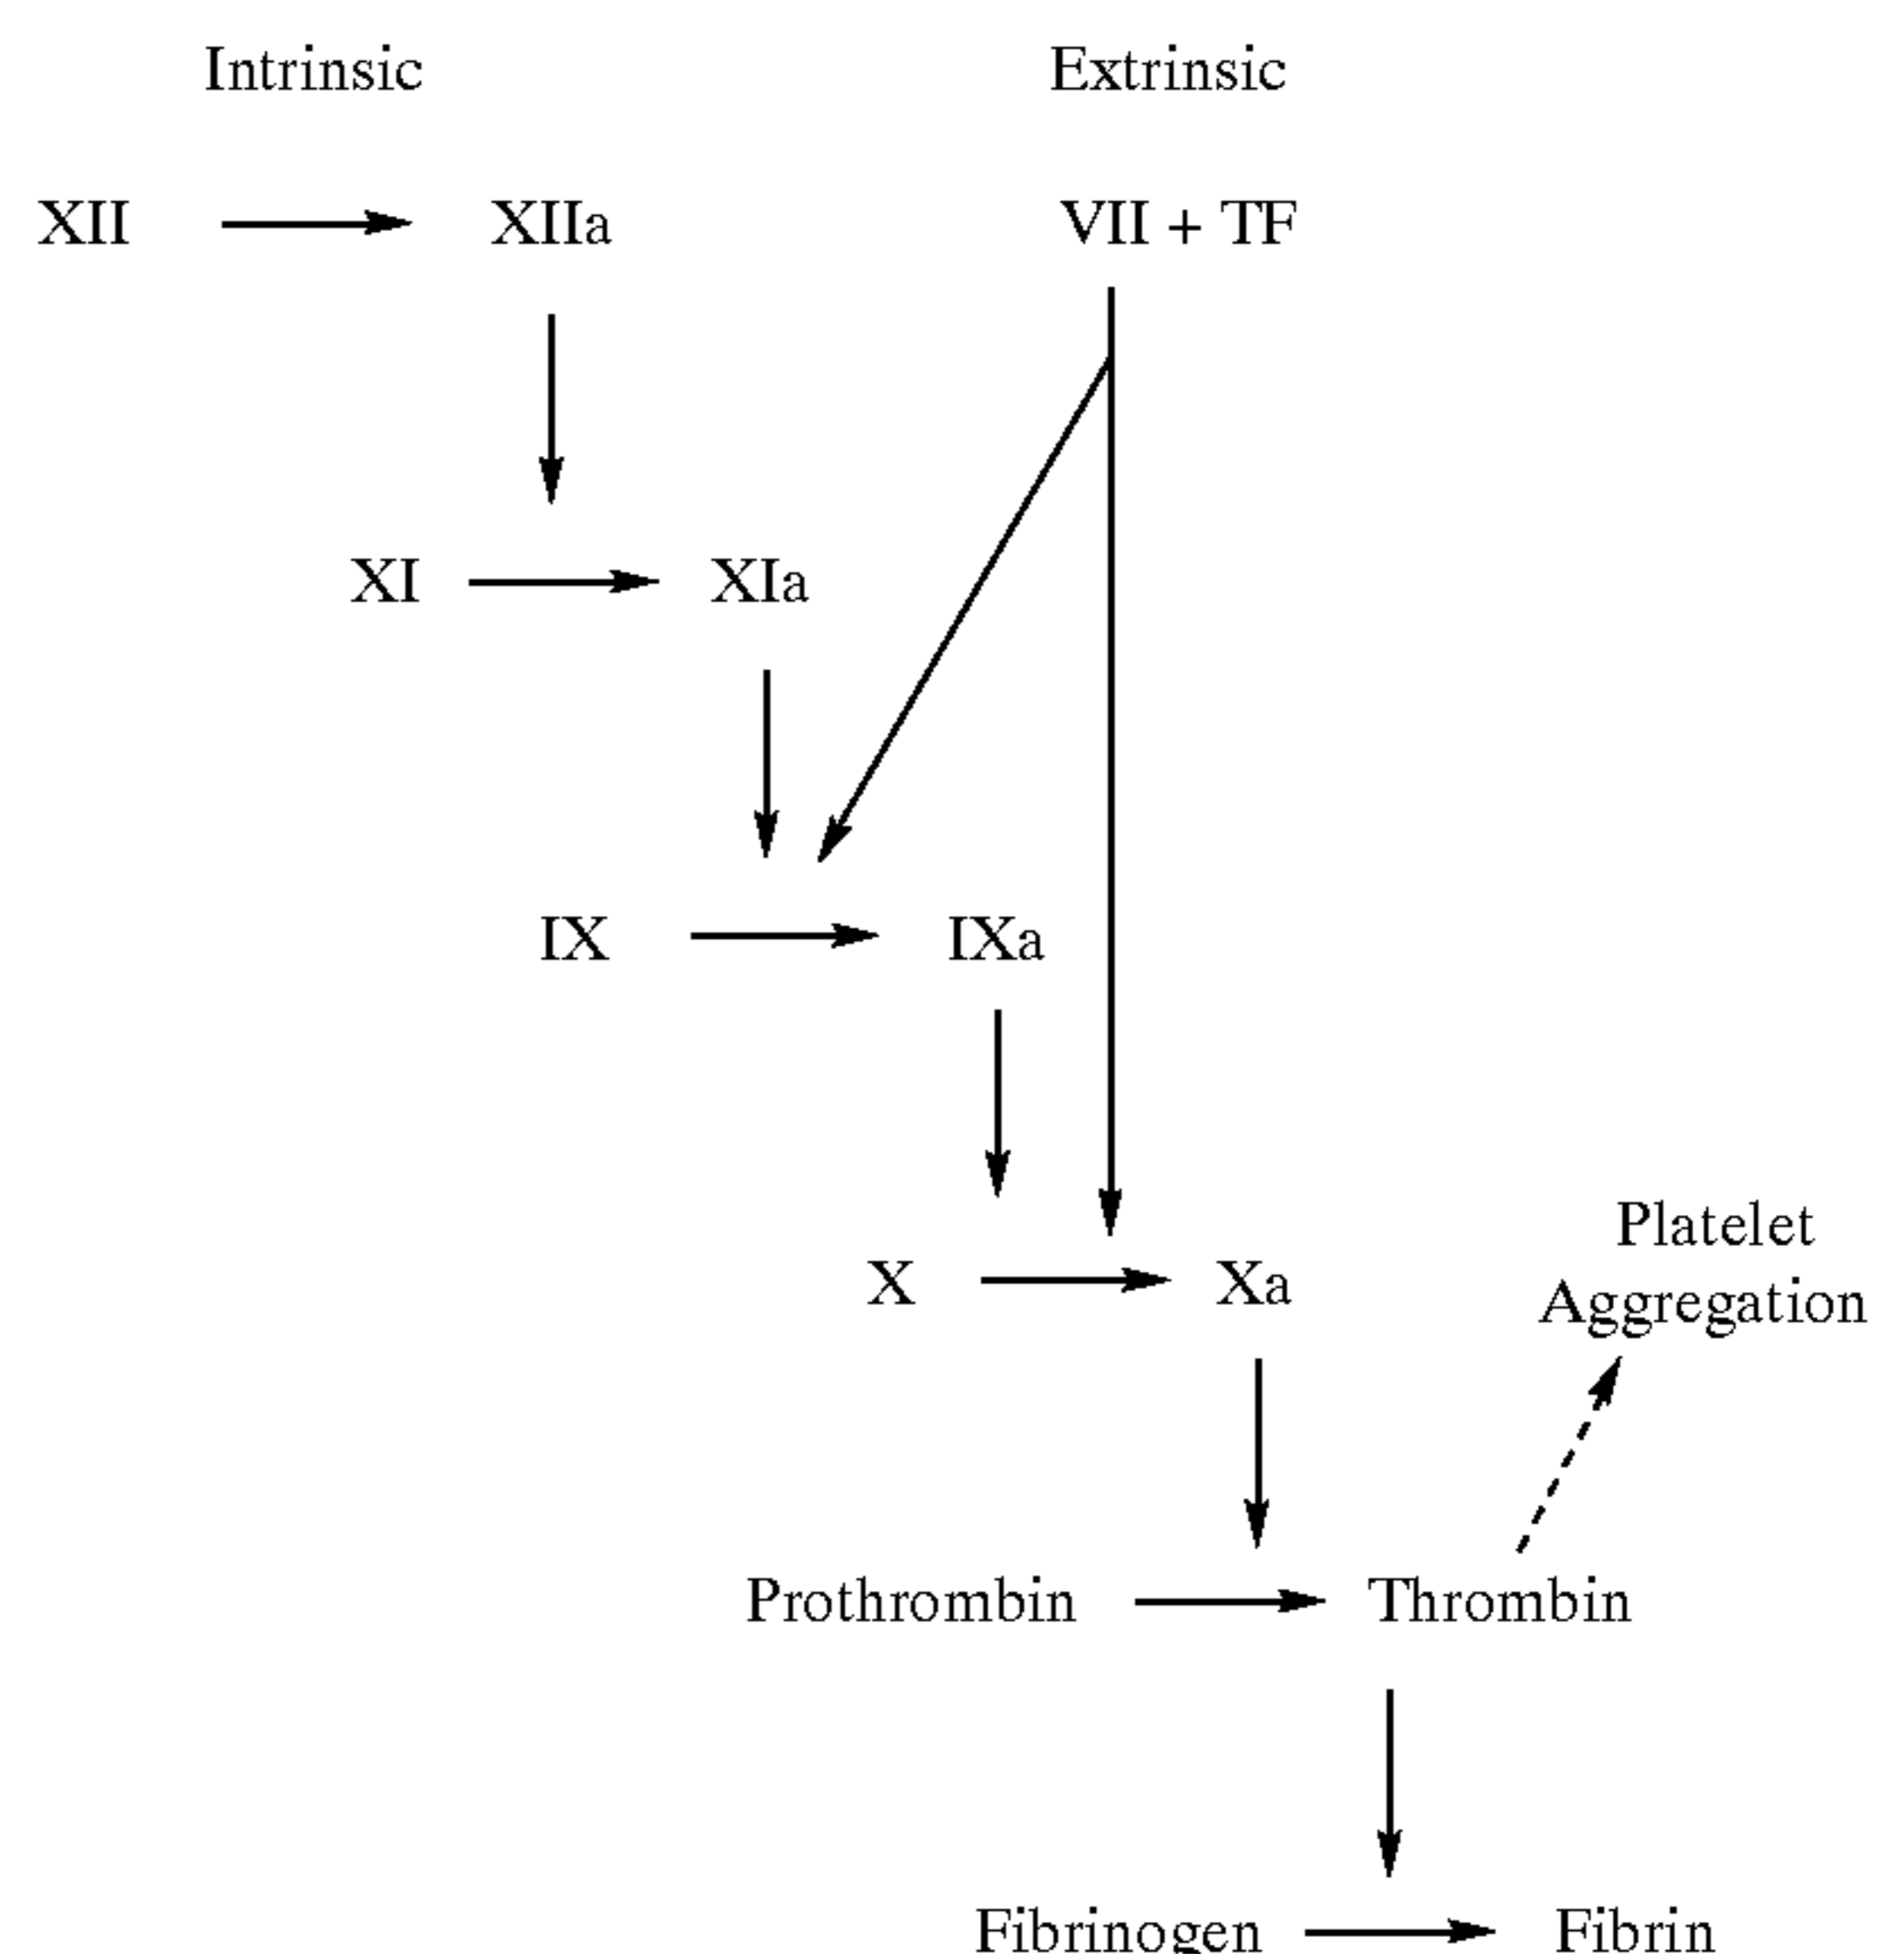 Intrinsic Extrinsic
XII XIIa VII + TF
XI XIa
IX IXa
Platelet
Aggregation
X Xa
Prothrombin Thrombin
Fibrinogen Fibrin